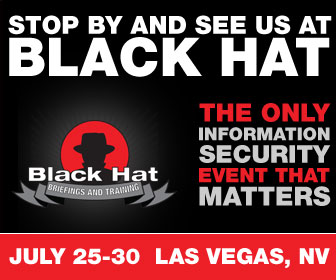 STOP BY AND SEE US AT
BLACK HAT
THE ONLY
INFORMATION
SECURITY
EVENT THAT
MATTERS
Black Hat
BRIEFINGS AND TRAINING
JULY 25-30 LAS VEGAS, NV